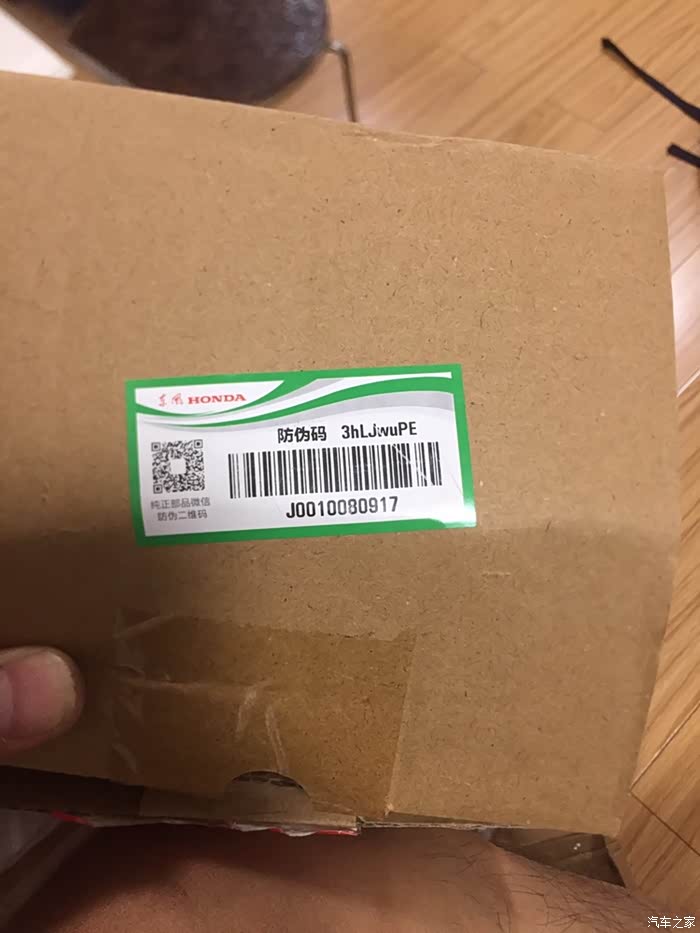 东风 HONDA
防伪码 3hLJwuPE
J0010080917
纯正部品微信
防伪二维码
汽车之家